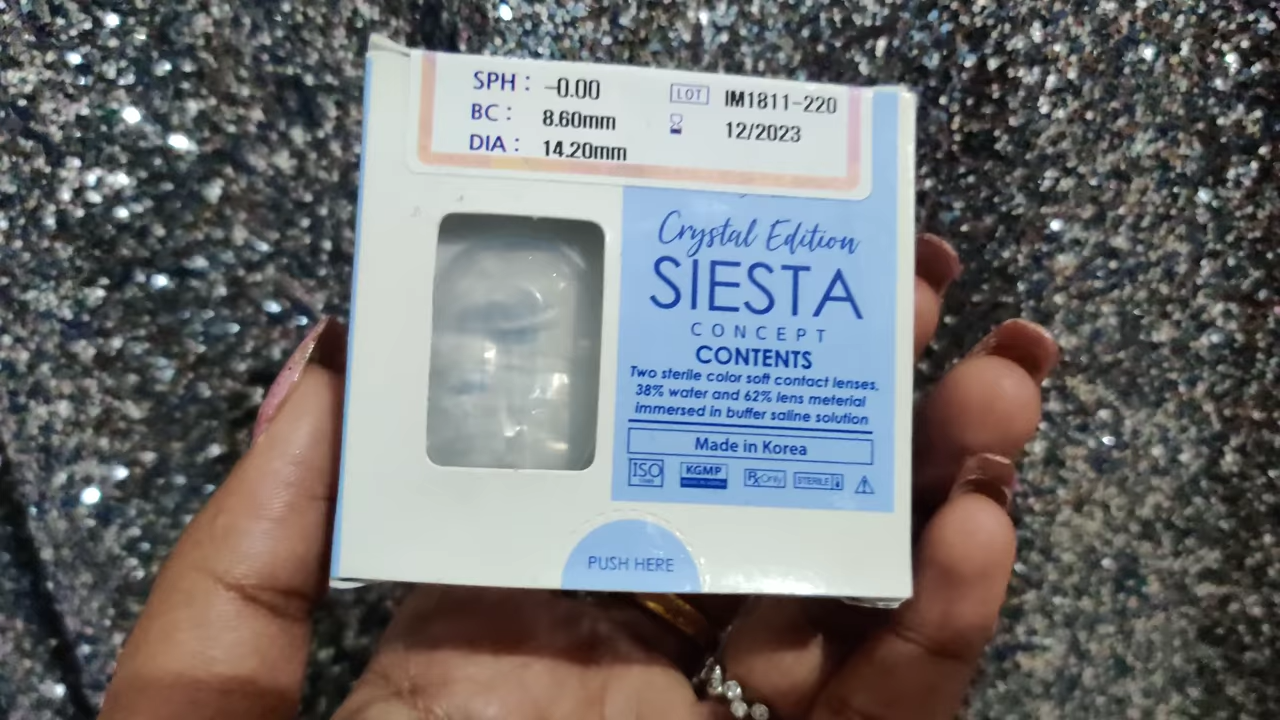 SPH : -0.00
BC : 8.60mm
DIA : 14.20mm
LOT IM1811-220
12/2023
Crystal Edition
SIESTA
CONCEPT
CONTENTS
Two sterile color soft contact lenses,
38% water and 62% lens meterial
immersed in buffer saline solution
Made in Korea
ISO
KGMP
Rx Only
STERILE
PUSH HERE